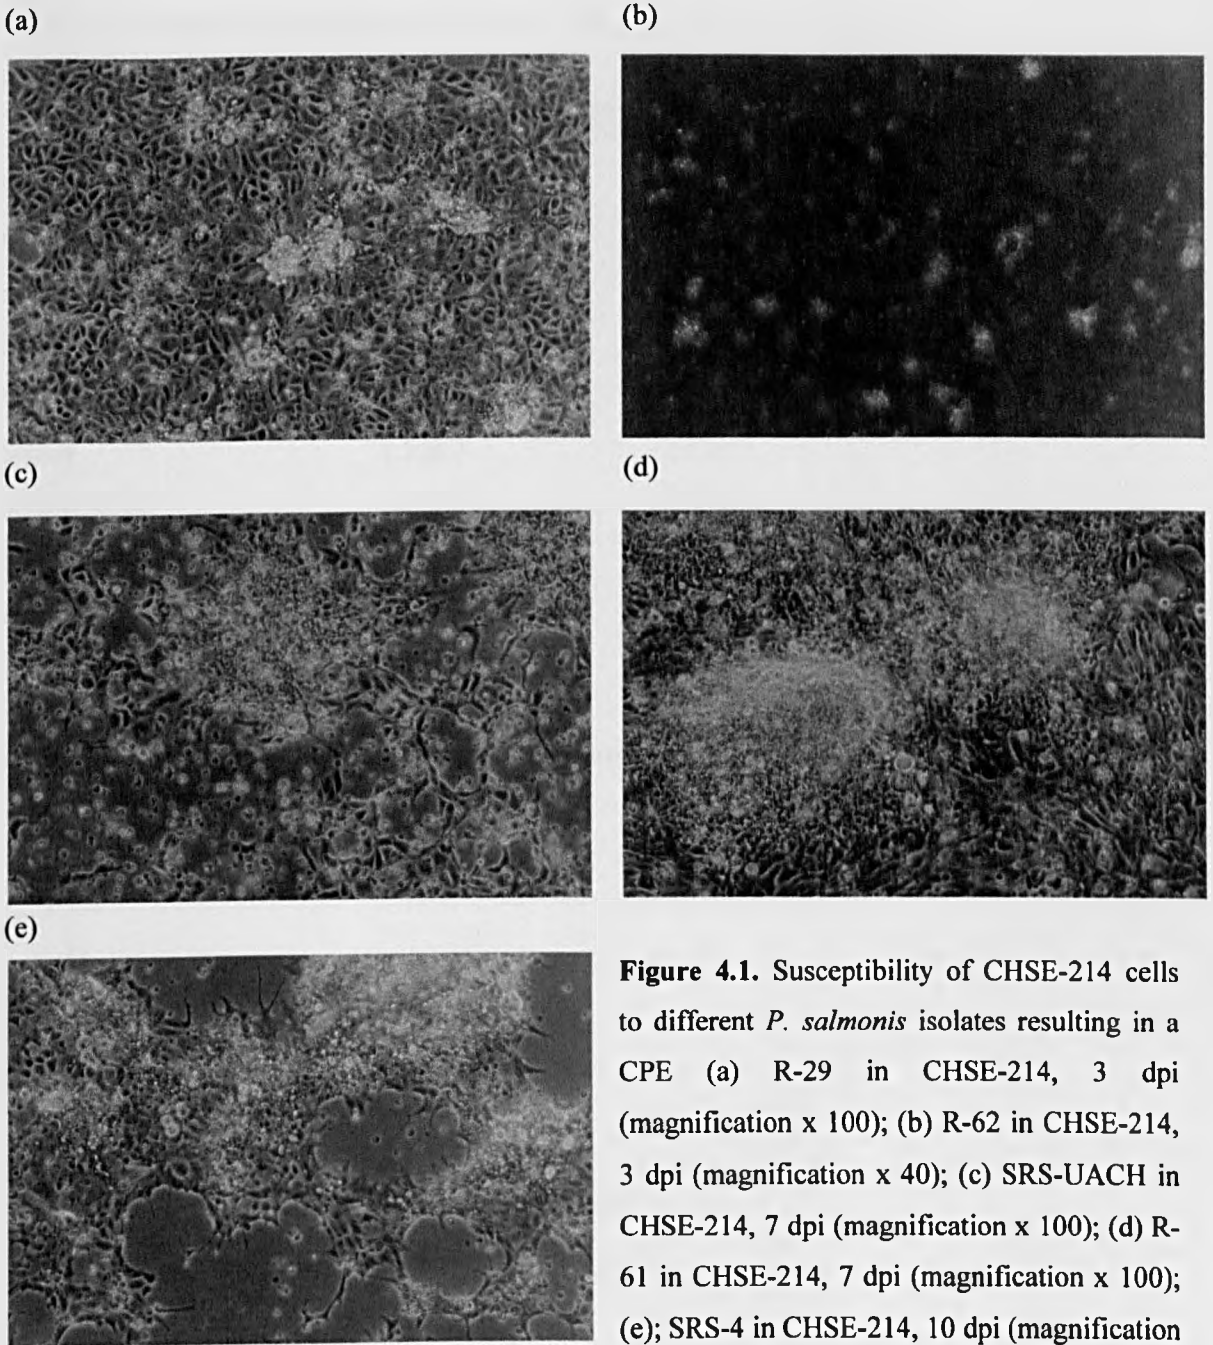 (a)
(b)
(c)
(d)
(e)
Figure 4.1. Susceptibility of CHSE-214 cells
to different P. salmonis isolates resulting in a
CPE (a) R-29 in CHSE-214, 3 dpi
(magnification x 100); (b) R-62 in CHSE-214,
3 dpi (magnification x 40); (c) SRS-UACH in
CHSE-214, 7 dpi (magnification x 100); (d) R-
61 in CHSE-214, 7 dpi (magnification x 100);
(e); SRS-4 in CHSE-214, 10 dpi (magnification